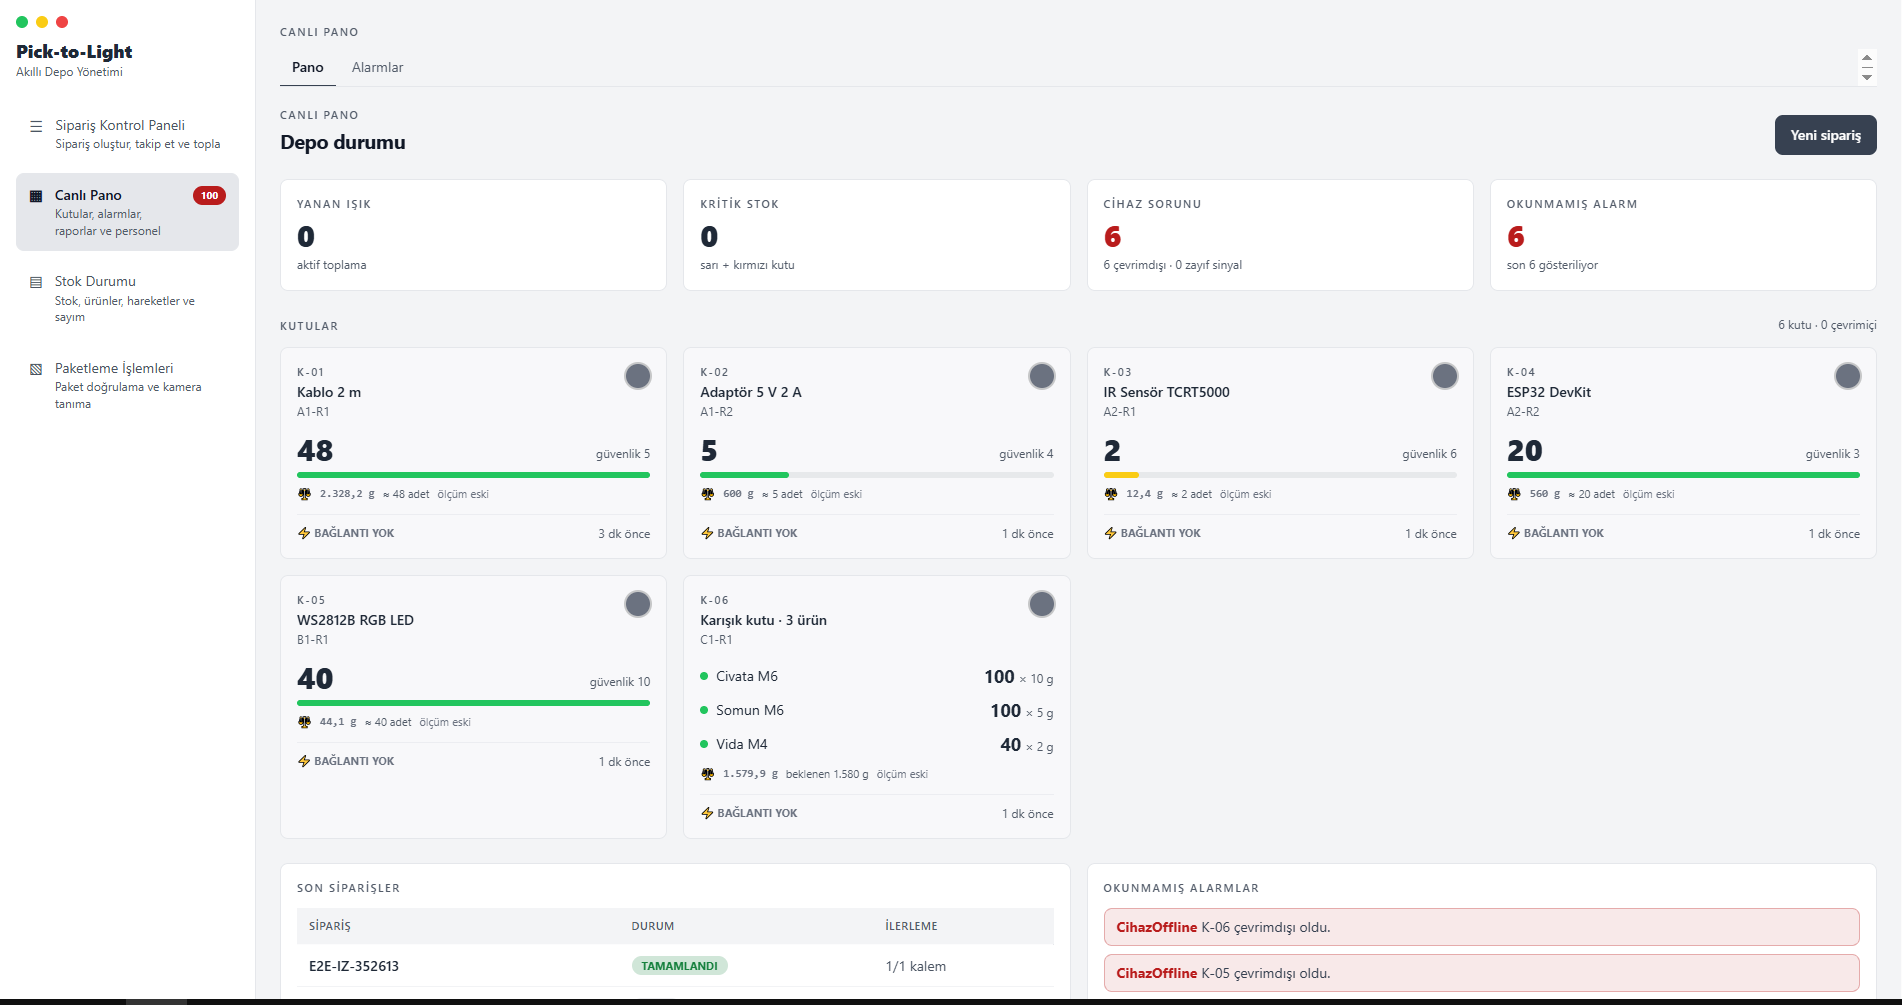 Pick-to-Light
Akıllı Depo Yönetimi
Sipariş Kontrol Paneli
Sipariş oluştur, takip et ve topla
Canlı Pano
100
Kutular, alarmlar,
raporlar ve personel
Stok Durumu
Stok, ürünler, hareketler ve
sayım
Paketleme İşlemleri
Paket doğrulama ve kamera
tanıma
CANLI PANO
Pano
Alarmlar
CANLI PANO
Depo durumu
Yeni sipariş
YANAN IŞIK
0
aktif toplama
KRİTİK STOK
0
sarı + kırmızı kutu
CİHAZ SORUNU
6
6 çevrimdışı · 0 zayıf sinyal
OKUNMAMIŞ ALARM
6
son 6 gösteriliyor
KUTULAR
6 kutu · 0 çevrimiçi
K-01
Kablo 2 m
A1-R1
48
güvenlik 5
2.328,2 g ≈ 48 adet ölçüm eski
BAĞLANTI YOK
3 dk önce
K-02
Adaptör 5 V 2 A
A1-R2
5
güvenlik 4
600 g ≈ 5 adet ölçüm eski
BAĞLANTI YOK
1 dk önce
K-03
IR Sensör TCRT5000
A2-R1
2
güvenlik 6
12,4 g ≈ 2 adet ölçüm eski
BAĞLANTI YOK
1 dk önce
K-04
ESP32 DevKit
A2-R2
20
güvenlik 3
560 g ≈ 20 adet ölçüm eski
BAĞLANTI YOK
1 dk önce
K-05
WS2812B RGB LED
B1-R1
40
güvenlik 10
44,1 g ≈ 40 adet ölçüm eski
BAĞLANTI YOK
1 dk önce
K-06
Karışık kutu · 3 ürün
C1-R1
Civata M6
100 × 10 g
Somun M6
100 × 5 g
Vida M4
40 × 2 g
1.579,9 g beklenen 1.580 g ölçüm eski
BAĞLANTI YOK
1 dk önce
SON SİPARİŞLER
SİPARİŞ DURUM İLERLEME
E2E-IZ-352613 TAMAMLANDI 1/1 kalem
OKUNMAMIŞ ALARMLAR
CihazOffline K-06 çevrimdışı oldu.
CihazOffline K-05 çevrimdışı oldu.